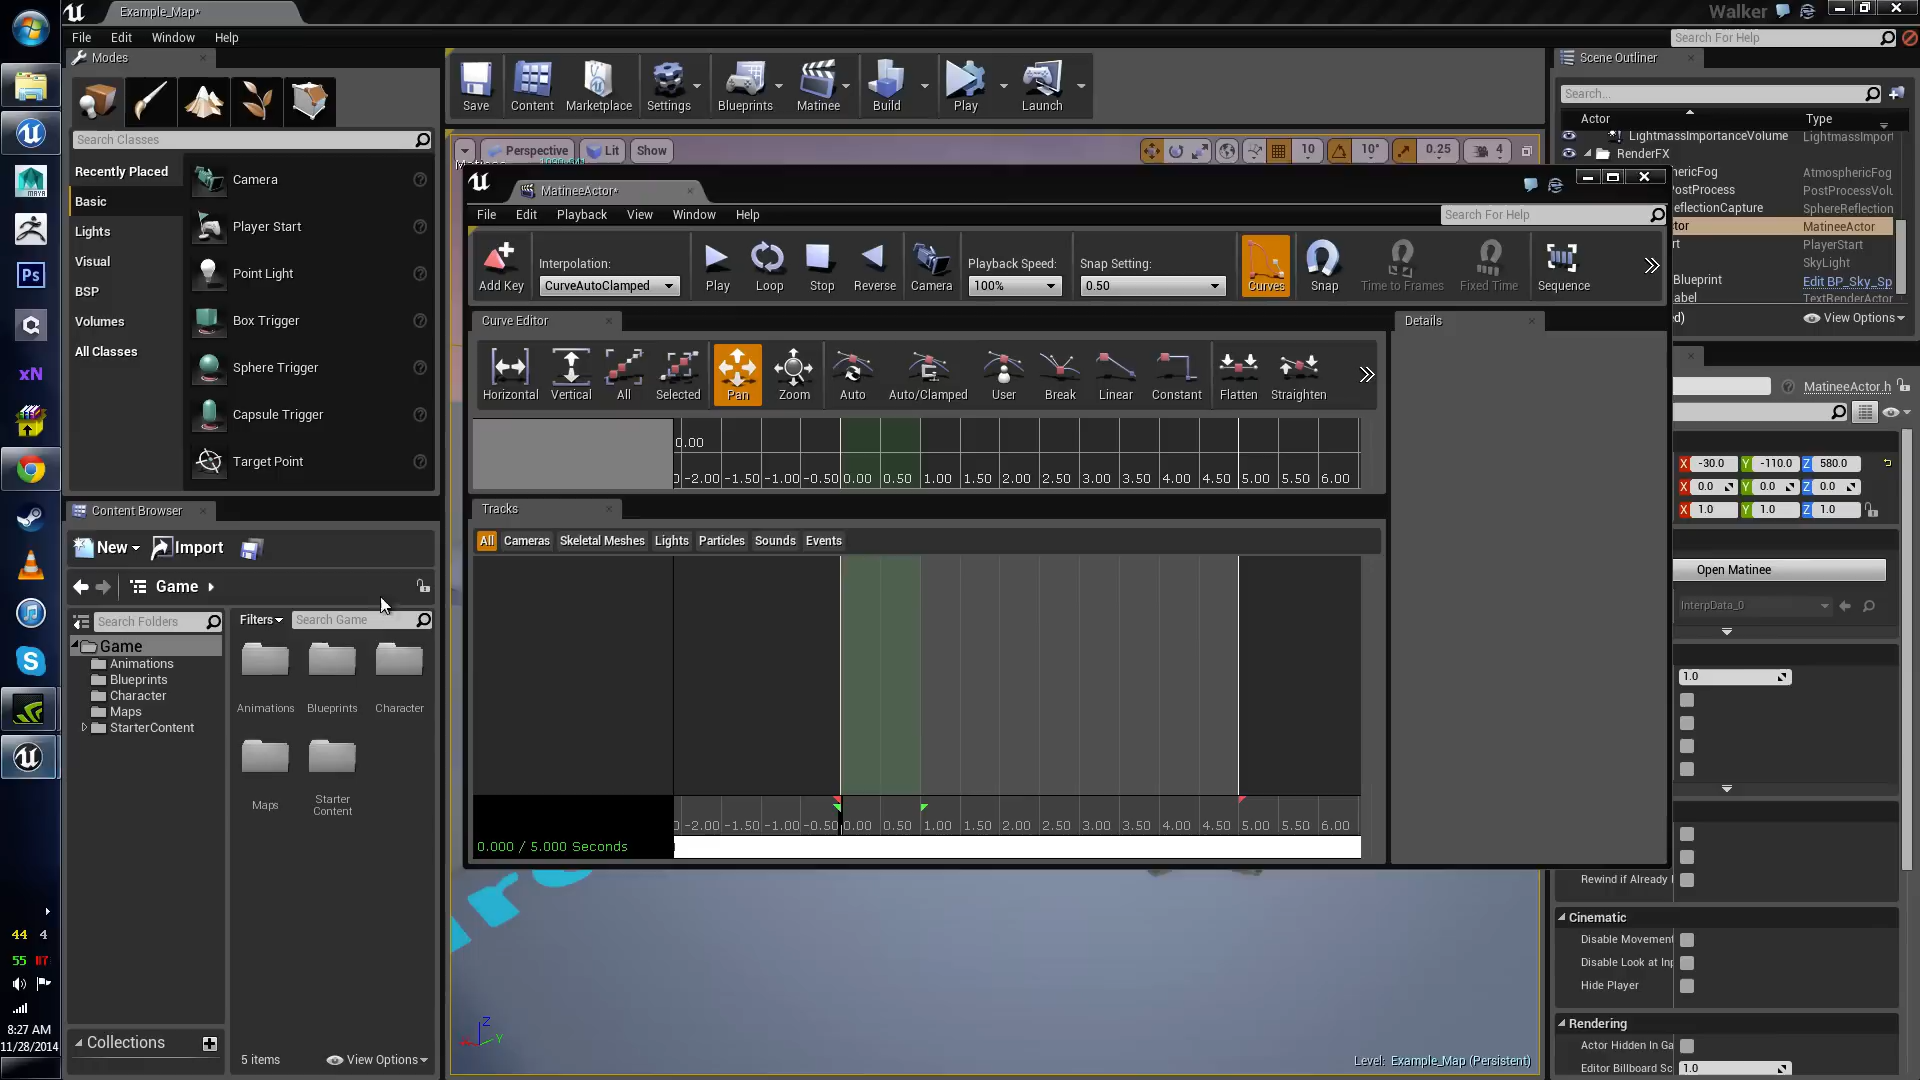 Example_Map*
Walker
File Edit Window Help
Search For Help
Modes
Save Content Marketplace Settings Blueprints Matinee Build Play Launch
Scene Outliner
Search Classes
Search...
Actor Type
LightmassImportanceVolume LightmassImport
RenderFX
Perspective Lit Show
10 10° 0.25 4
Recently Placed
Basic
Lights
Visual
BSP
Volumes
All Classes
Camera
Player Start
Point Light
Box Trigger
Sphere Trigger
Capsule Trigger
Target Point
MatineeActor*
File Edit Playback View Window Help
Search For Help
Add Key
Interpolation:
CurveAutoClamped
Play Loop Stop Reverse Camera
Playback Speed:
100%
Snap Setting:
0.50
Curves Snap Time to Frames Fixed Time Sequence
Curve Editor
Details
Horizontal Vertical All Selected Pan Zoom Auto Auto/Clamped User Break Linear Constant Flatten Straighten
0.00
-2.00 -1.50 -1.00 -0.50 0.00 0.50 1.00 1.50 2.00 2.50 3.00 3.50 4.00 4.50 5.00 5.50 6.00
Tracks
All Cameras Skeletal Meshes Lights Particles Sounds Events
-2.00 -1.50 -1.00 -0.50 0.00 0.50 1.00 1.50 2.00 2.50 3.00 3.50 4.00 4.50 5.00 5.50 6.00
0.000 / 5.000 Seconds
ericFog AtmosphericFog
PostProcess PostProcessVolu
eflectionCapture SphereReflection
tor MatineeActor
rt PlayerStart
SkyLight
Blueprint Edit BP_Sky_Sp
abel TextRenderActor
d) View Options
MatineeActor.h
X -30.0 Y -110.0 Z 580.0
X 0.0 Y 0.0 Z 0.0
X 1.0 Y 1.0 Z 1.0
Open Matinee
InterpData_0
1.0
Rewind if Already
Cinematic
Disable Movement
Disable Look at Inp
Hide Player
Rendering
Actor Hidden In Ga
Editor Billboard Sc 1.0
Content Browser
New Import
Game
Search Folders
Filters Search Game
Game
Animations
Blueprints
Character
Maps
StarterContent
Animations Blueprints Character
Maps Starter Content
Collections
5 items View Options
Level: Example_Map (Persistent)
Z
Y
MAYA
Ps
xN
44 4
55
8:27 AM
11/28/2014